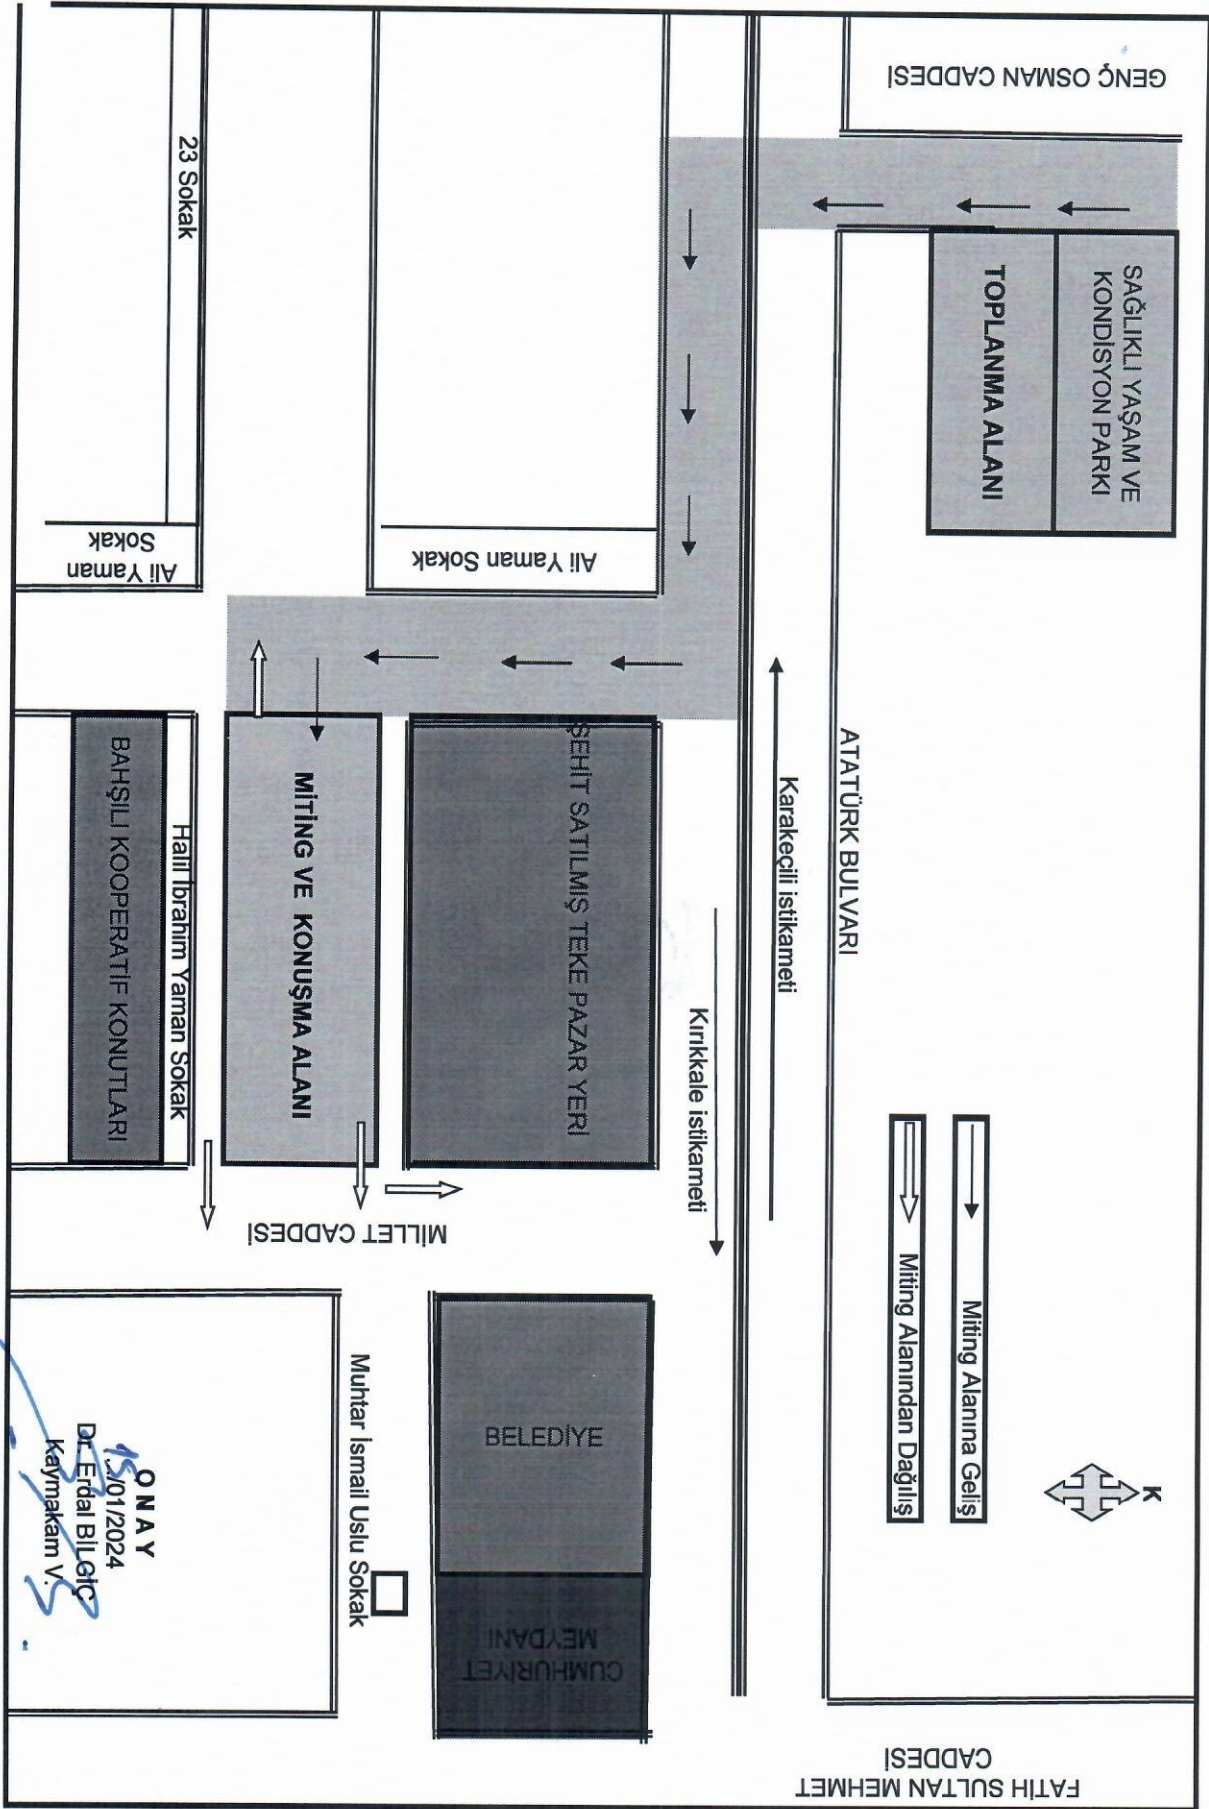 GENÇ OSMAN CADDESİ
SAĞLIKLI YAŞAM VE
KONDİSYON PARKI
TOPLANMA ALANI
K
Miting Alanına Geliş
Miting Alanından Dağılış
FATİH SULTAN MEHMET
CADDESİ
ATATÜRK BULVARI
Karakeçili istikameti
Kırıkkale istikameti
Ali Yaman Sokak
ŞEHİT SATILMIŞ TEKE PAZAR YERİ
BELEDİYE
CUMHURİYET
MEYDANI
MİTİNG VE KONUŞMA ALANI
MİLLET CADDESİ
Muhtar İsmail Uslu Sokak
23 Sokak
Ali Yaman
Sokak
Halil İbrahim Yaman Sokak
BAHŞILI KOOPERATİF KONUTLARI
ONAY
15/01/2024
Dr. Erdal BİLGİÇ
Kaymakam V.